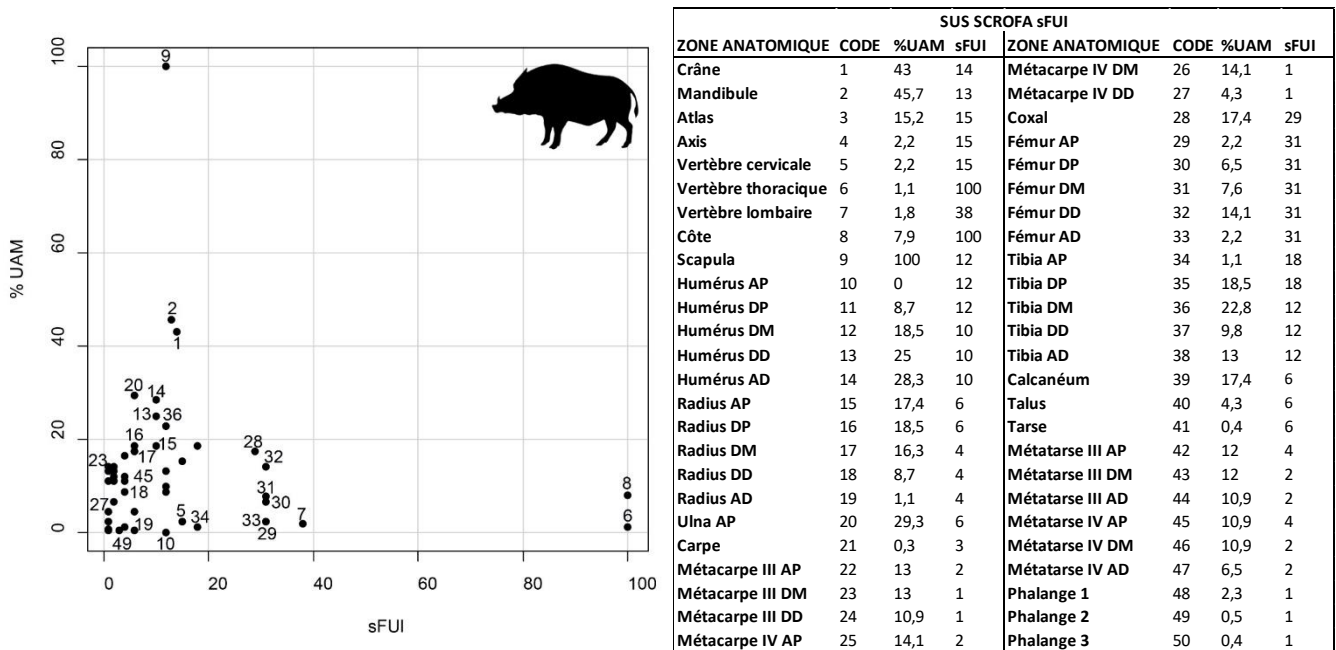 100
80
60
40
20
0
% UAM
9
2
1
20
14
13
36
16
15
17
23
45
18
27
19
49
5
34
10
28
32
31
30
33
29
7
8
6
0
20
40
60
80
100
sFUI
SUS SCROFA sFUI
ZONE ANATOMIQUE CODE %UAM sFUI ZONE ANATOMIQUE CODE %UAM sFUI
Crâne 1 43 14 Métacarpe IV DM 26 14,1 1
Mandibule 2 45,7 13 Métacarpe IV DD 27 4,3 1
Atlas 3 15,2 15 Coxal 28 17,4 29
Axis 4 2,2 15 Fémur AP 29 2,2 31
Vertèbre cervicale 5 2,2 15 Fémur DP 30 6,5 31
Vertèbre thoracique 6 1,1 100 Fémur DM 31 7,6 31
Vertèbre lombaire 7 1,8 38 Fémur DD 32 14,1 31
Côte 8 7,9 100 Fémur AD 33 2,2 31
Scapula 9 100 12 Tibia AP 34 1,1 18
Humérus AP 10 0 12 Tibia DP 35 18,5 18
Humérus DP 11 8,7 12 Tibia DM 36 22,8 12
Humérus DM 12 18,5 10 Tibia DD 37 9,8 12
Humérus DD 13 25 10 Tibia AD 38 13 12
Humérus AD 14 28,3 10 Calcanéum 39 17,4 6
Radius AP 15 17,4 6 Talus 40 4,3 6
Radius DP 16 18,5 6 Tarse 41 0,4 6
Radius DM 17 16,3 4 Métatarse III AP 42 12 4
Radius DD 18 8,7 4 Métatarse III DM 43 12 2
Radius AD 19 1,1 4 Métatarse III AD 44 10,9 2
Ulna AP 20 29,3 6 Métatarse IV AP 45 10,9 4
Carpe 21 0,3 3 Métatarse IV DM 46 10,9 2
Métacarpe III AP 22 13 2 Métatarse IV AD 47 6,5 2
Métacarpe III DM 23 13 1 Phalange 1 48 2,3 1
Métacarpe III DD 24 10,9 1 Phalange 2 49 0,5 1
Métacarpe IV AP 25 14,1 2 Phalange 3 50 0,4 1